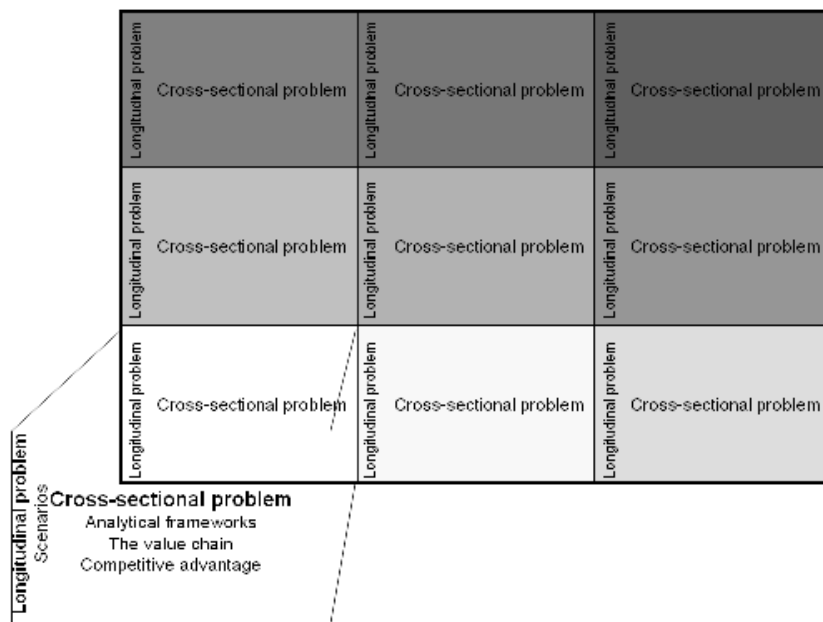 Longitudinal problem
Cross-sectional problem
Longitudinal problem
Cross-sectional problem
Longitudinal problem
Cross-sectional problem
Longitudinal problem
Cross-sectional problem
Longitudinal problem
Cross-sectional problem
Longitudinal problem
Cross-sectional problem
Longitudinal problem
Cross-sectional problem
Longitudinal problem
Cross-sectional problem
Longitudinal problem
Cross-sectional problem
Longitudinal problem
Scenarios
Cross-sectional problem
Analytical frameworks
The value chain
Competitive advantage